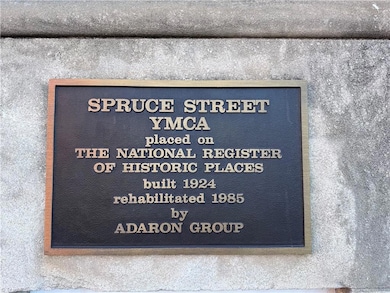 SPRUCE STREET
YMCA
placed on
THE NATIONAL REGISTER
OF HISTORIC PLACES
built 1924
rehabilitated 1985
by
ADARON GROUP